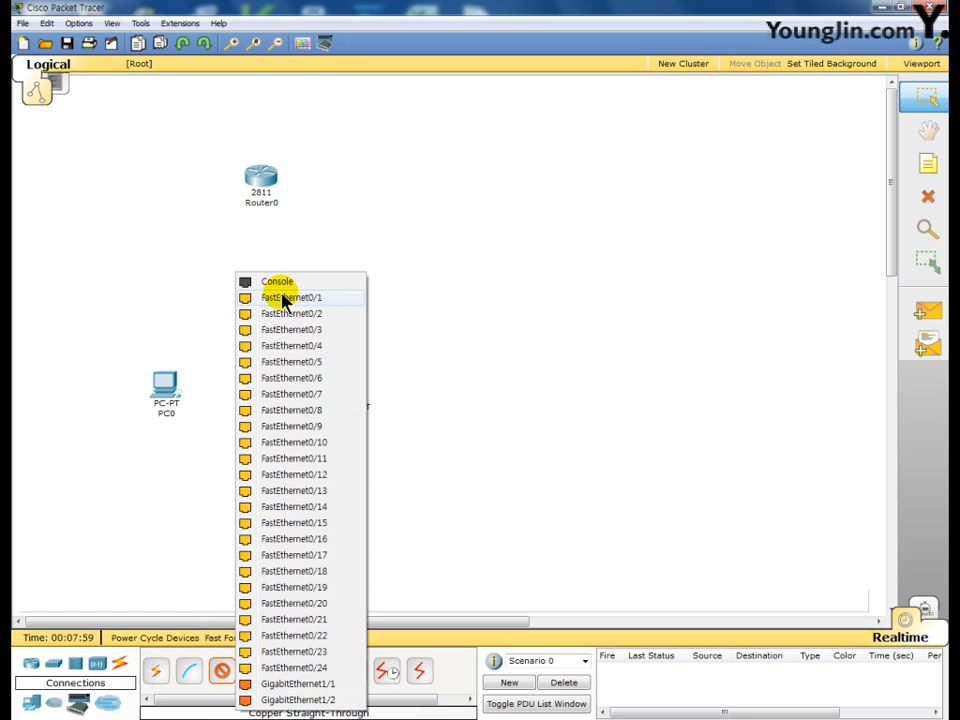 Cisco Packet Tracer
File Edit Options View Tools Extensions Help
YoungJin.com Y.
Logical [Root] New Cluster Move Object Set Tiled Background Viewport
2811
Router0
Console
FastEthernet0/1
FastEthernet0/2
FastEthernet0/3
FastEthernet0/4
FastEthernet0/5
FastEthernet0/6
FastEthernet0/7
PC-PT
PC0
FastEthernet0/8
FastEthernet0/9
FastEthernet0/10
FastEthernet0/11
FastEthernet0/12
FastEthernet0/13
FastEthernet0/14
FastEthernet0/15
FastEthernet0/16
FastEthernet0/17
FastEthernet0/18
FastEthernet0/19
FastEthernet0/20
FastEthernet0/21
FastEthernet0/22
FastEthernet0/23
FastEthernet0/24
GigabitEthernet1/1
GigabitEthernet1/2
Time: 00:07:59 Power Cycle Devices Fast Fo
Realtime
Connections
Copper Straight-Through
Scenario 0
New Delete
Toggle PDU List Window
Fire Last Status Source Destination Type Color Time (sec) Per